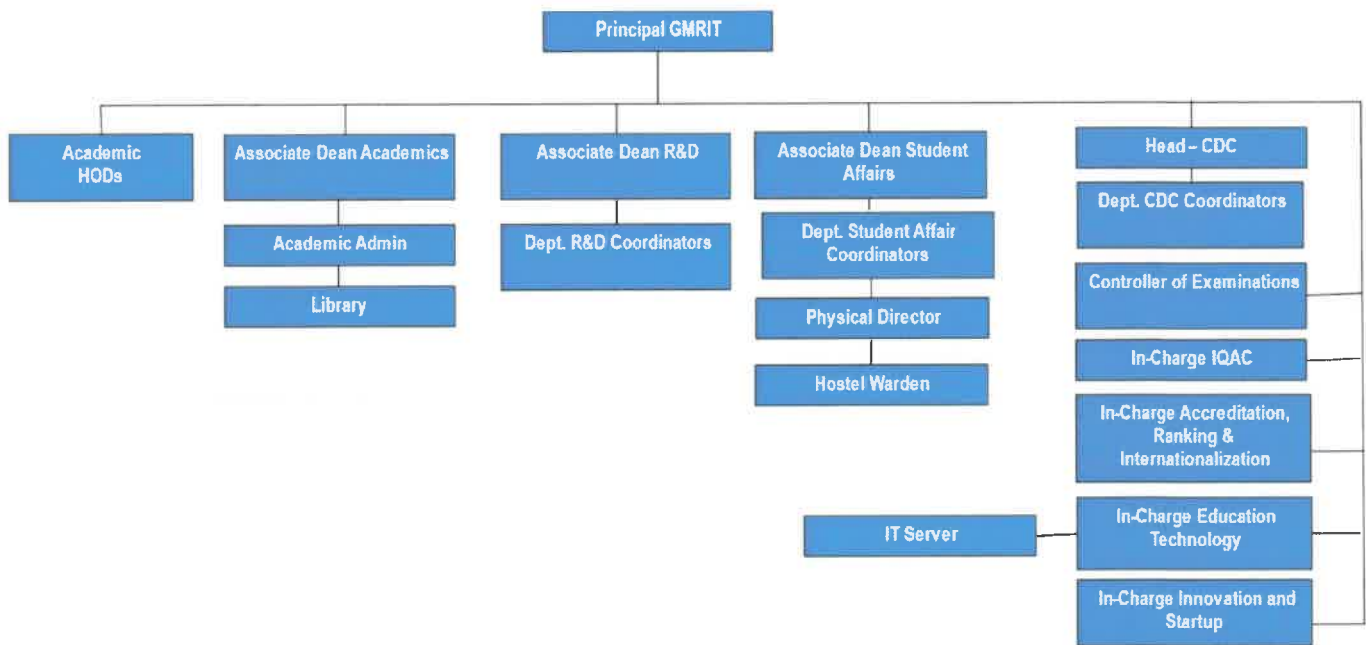 Principal GMRIT
Academic
HODs
Associate Dean Academics
Academic Admin
Library
Associate Dean R&D
Dept. R&D Coordinators
Associate Dean Student
Affairs
Dept. Student Affair
Coordinators
Physical Director
Hostel Warden
Head – CDC
Dept. CDC Coordinators
Controller of Examinations
In-Charge IQAC
In-Charge Accreditation,
Ranking &
Internationalization
In-Charge Education
Technology
IT Server
In-Charge Innovation and
Startup